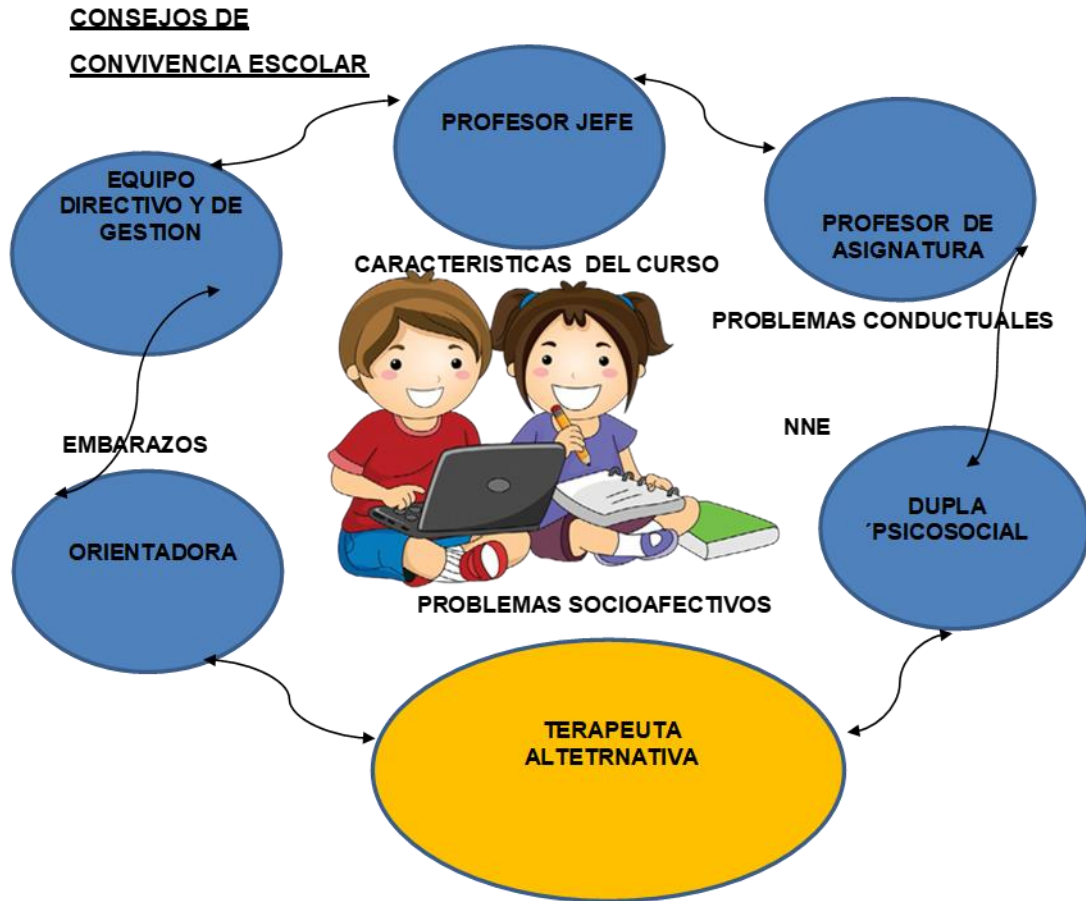 CONSEJOS DE
CONVIVENCIA ESCOLAR
PROFESOR JEFE
EQUIPO
DIRECTIVO Y DE
GESTION
PROFESOR DE
ASIGNATURA
CARACTERISTICAS DEL CURSO
PROBLEMAS CONDUCTUALES
NNE
EMBARAZOS
DUPLA
´PSICOSOCIAL
ORIENTADORA
PROBLEMAS SOCIOAFECTIVOS
TERAPEUTA
ALTETRNATIVA